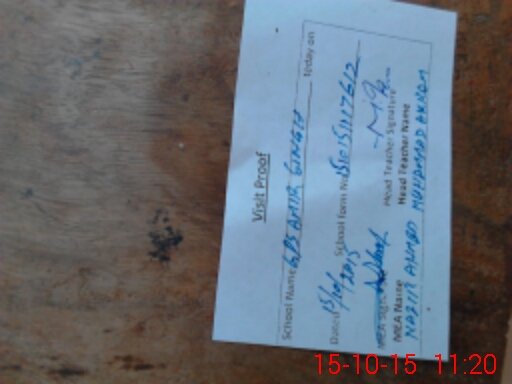 Visit Proof
School Name GPS AMIR today on
Dated 15/10/2015 School form No
MEA Sign. Head Teacher Signature
MEA Name Head Teacher Name
NAZIR AHMED MUHAMMAD AKRAM
15-10-15 11:20